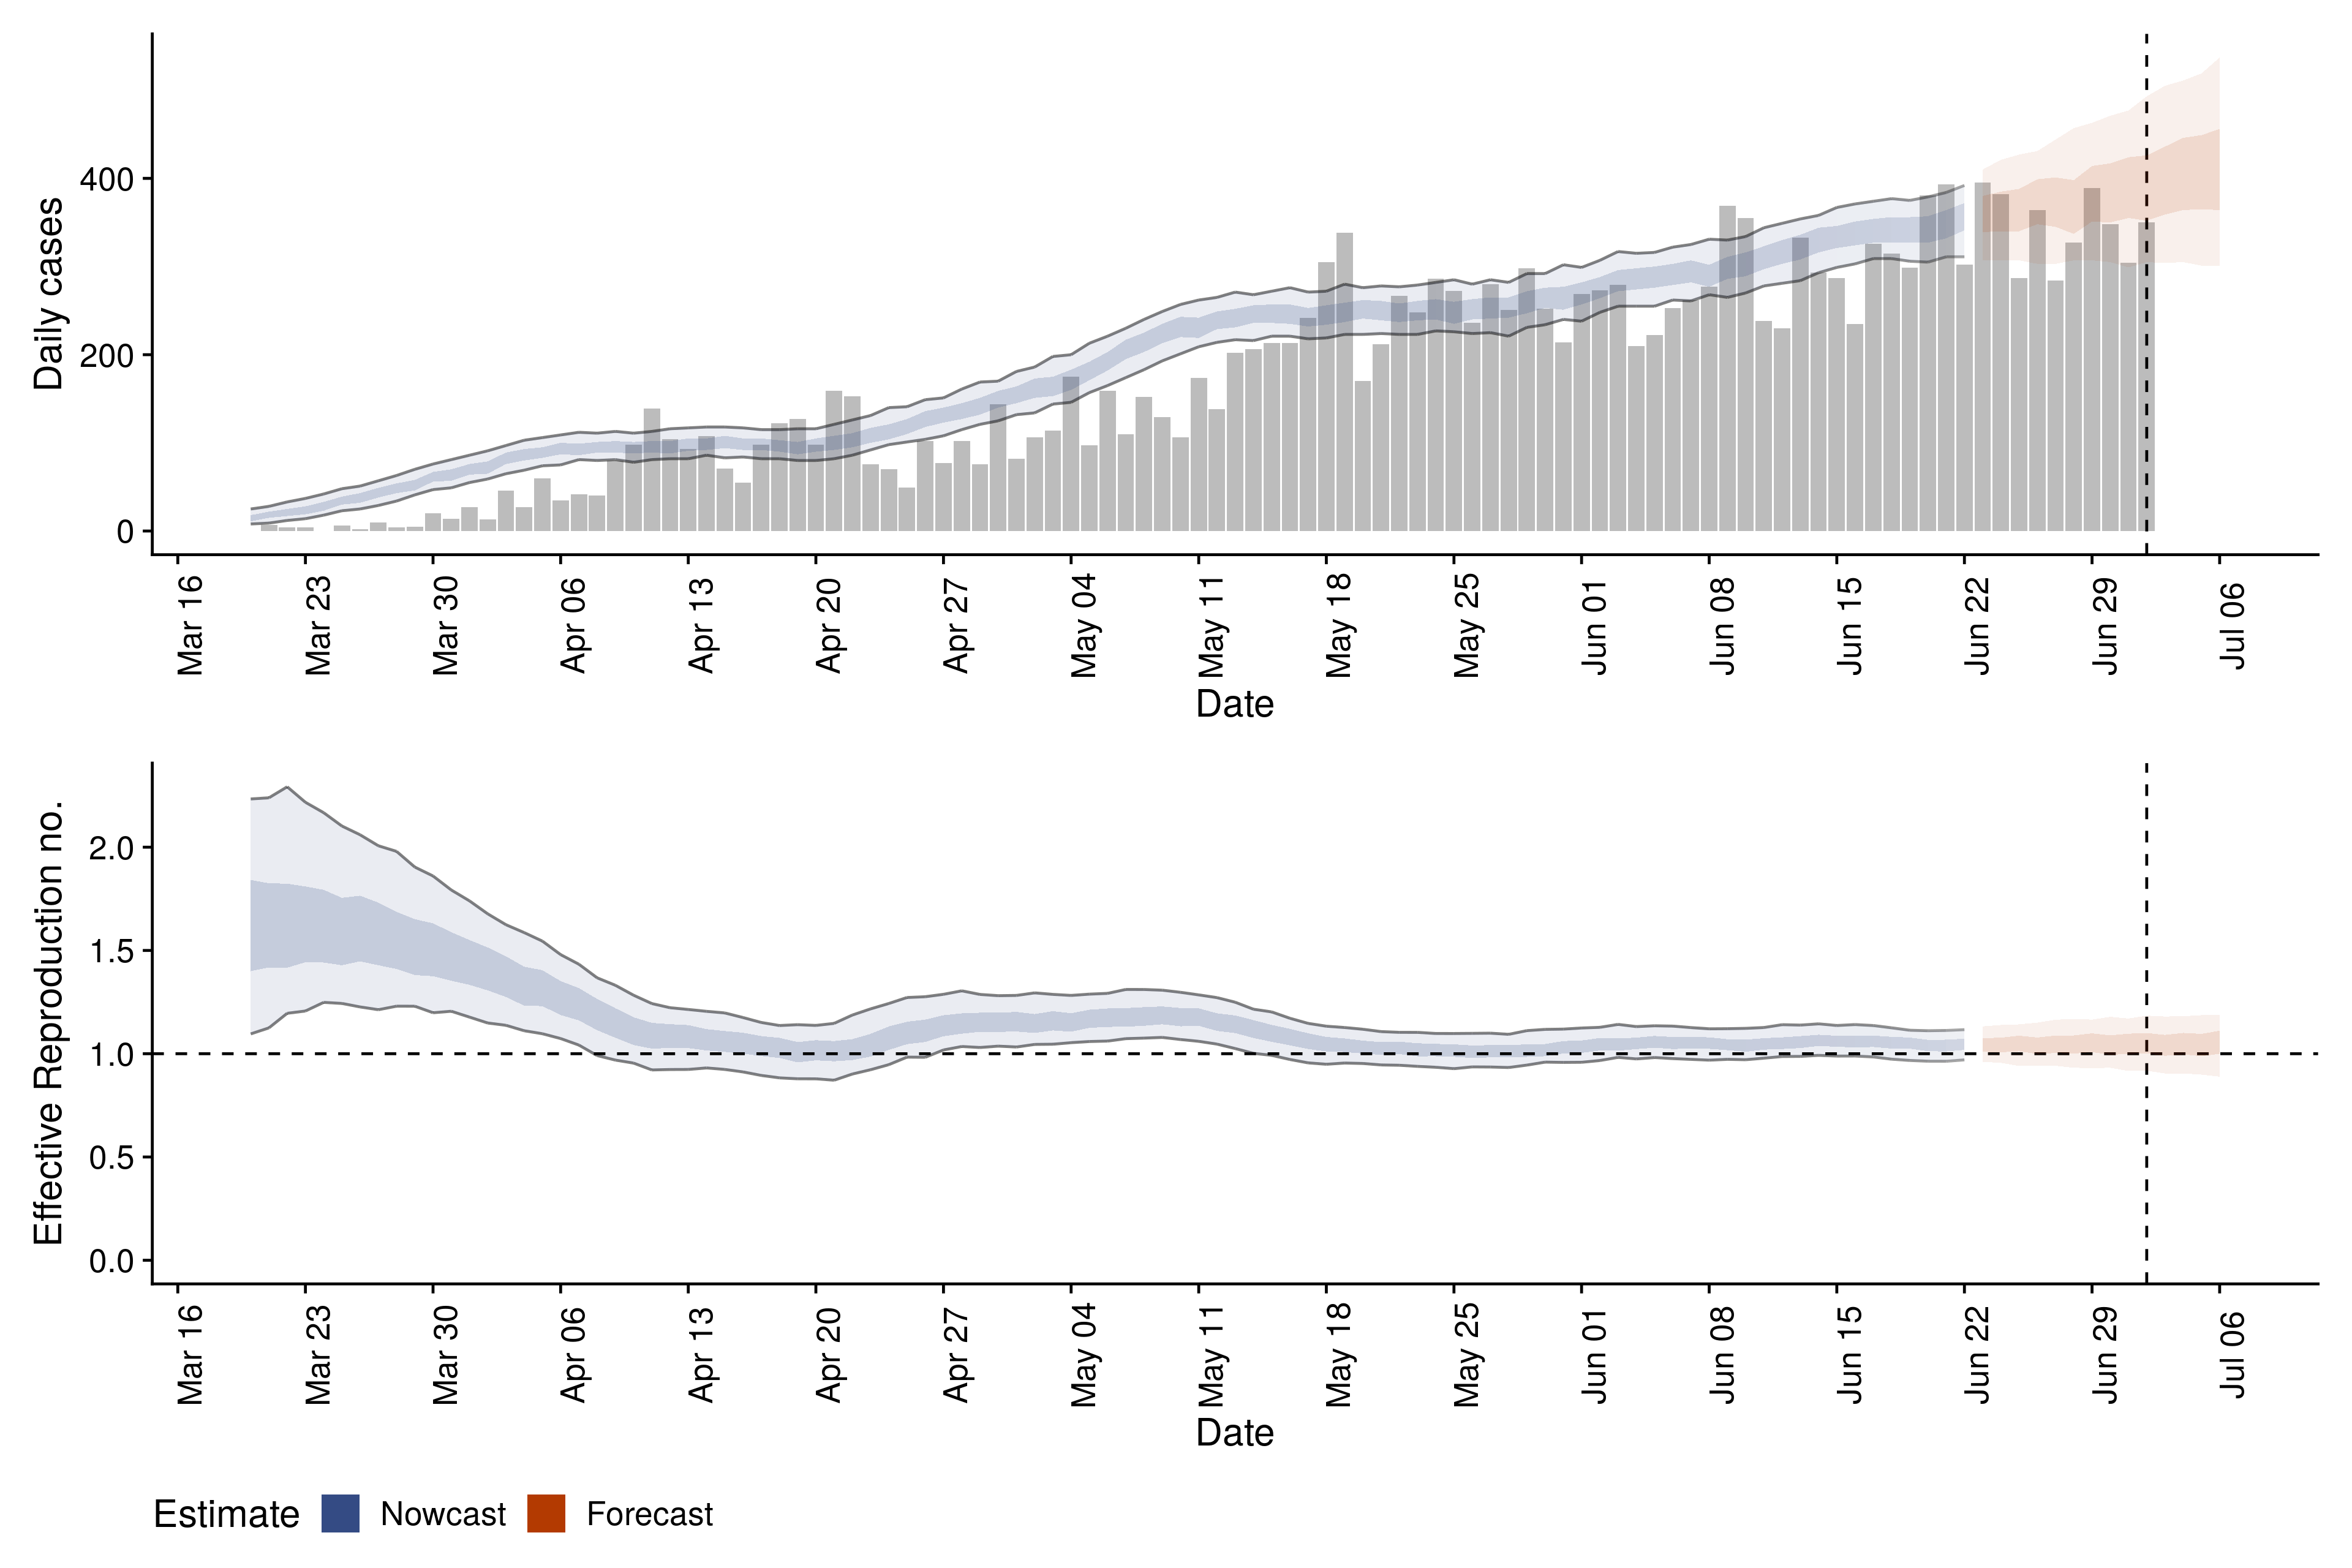 Daily cases
400
200
0
Mar 16 Mar 23 Mar 30 Apr 06 Apr 13 Apr 20 Apr 27 May 04 May 11 May 18 May 25 Jun 01 Jun 08 Jun 15 Jun 22 Jun 29 Jul 06
Date
Effective Reproduction no.
2.0
1.5
1.0
0.5
0.0
Mar 16 Mar 23 Mar 30 Apr 06 Apr 13 Apr 20 Apr 27 May 04 May 11 May 18 May 25 Jun 01 Jun 08 Jun 15 Jun 22 Jun 29 Jul 06
Date
Estimate Nowcast Forecast